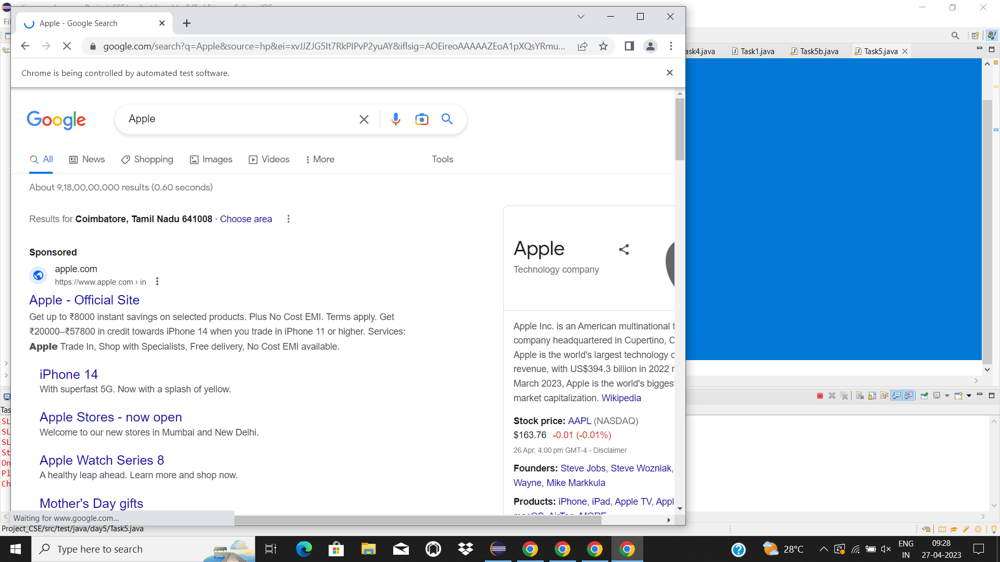 Apple - Google Search
google.com/search?q=Apple&source=hp&ei=xvJJZJG5It7RkPIPvP2yuAY&iflsig=AOEireoAAAAAZEoA1pXQsYRmu...
Task1.java
Task5b.java
Task5.java
Chrome is being controlled by automated test software.
Google
Apple
All
News
Shopping
Images
Videos
More
Tools
About 9,18,00,00,000 results (0.60 seconds)
Results for Coimbatore, Tamil Nadu 641008 · Choose area
Sponsored
apple.com
https://www.apple.com › in
Apple - Official Site
Get up to ₹8000 instant savings on selected products. Plus No Cost EMI. Terms apply. Get
₹20000–₹57800 in credit towards iPhone 14 when you trade in iPhone 11 or higher. Services:
Apple Trade In, Shop with Specialists, Free delivery, No Cost EMI available.
iPhone 14
With superfast 5G. Now with a splash of yellow.
Apple Stores - now open
Welcome to our new stores in Mumbai and New Delhi.
Apple Watch Series 8
A healthy leap ahead. Learn more and shop now.
Mother's Day gifts
Apple
Technology company
Apple Inc. is an American multinational t
company headquartered in Cupertino, C
Apple is the world's largest technology c
revenue, with US$394.3 billion in 2022 r
March 2023, Apple is the world's bigges
market capitalization. Wikipedia
Stock price: AAPL (NASDAQ)
$163.76 -0.01 (-0.01%)
26 Apr, 4:00 pm GMT-4 - Disclaimer
Founders: Steve Jobs, Steve Wozniak,
Wayne, Mike Markkula
Products: iPhone, iPad, Apple TV, Appl
macOS, AirTag, MORE
Tas
SL
SL
SL
St
On
Pl
Ch
Waiting for www.google.com...
Project_CSE/src/test/java/day5/Task5.java
Type here to search
28°C
ENG
IN
09:28
27-04-2023